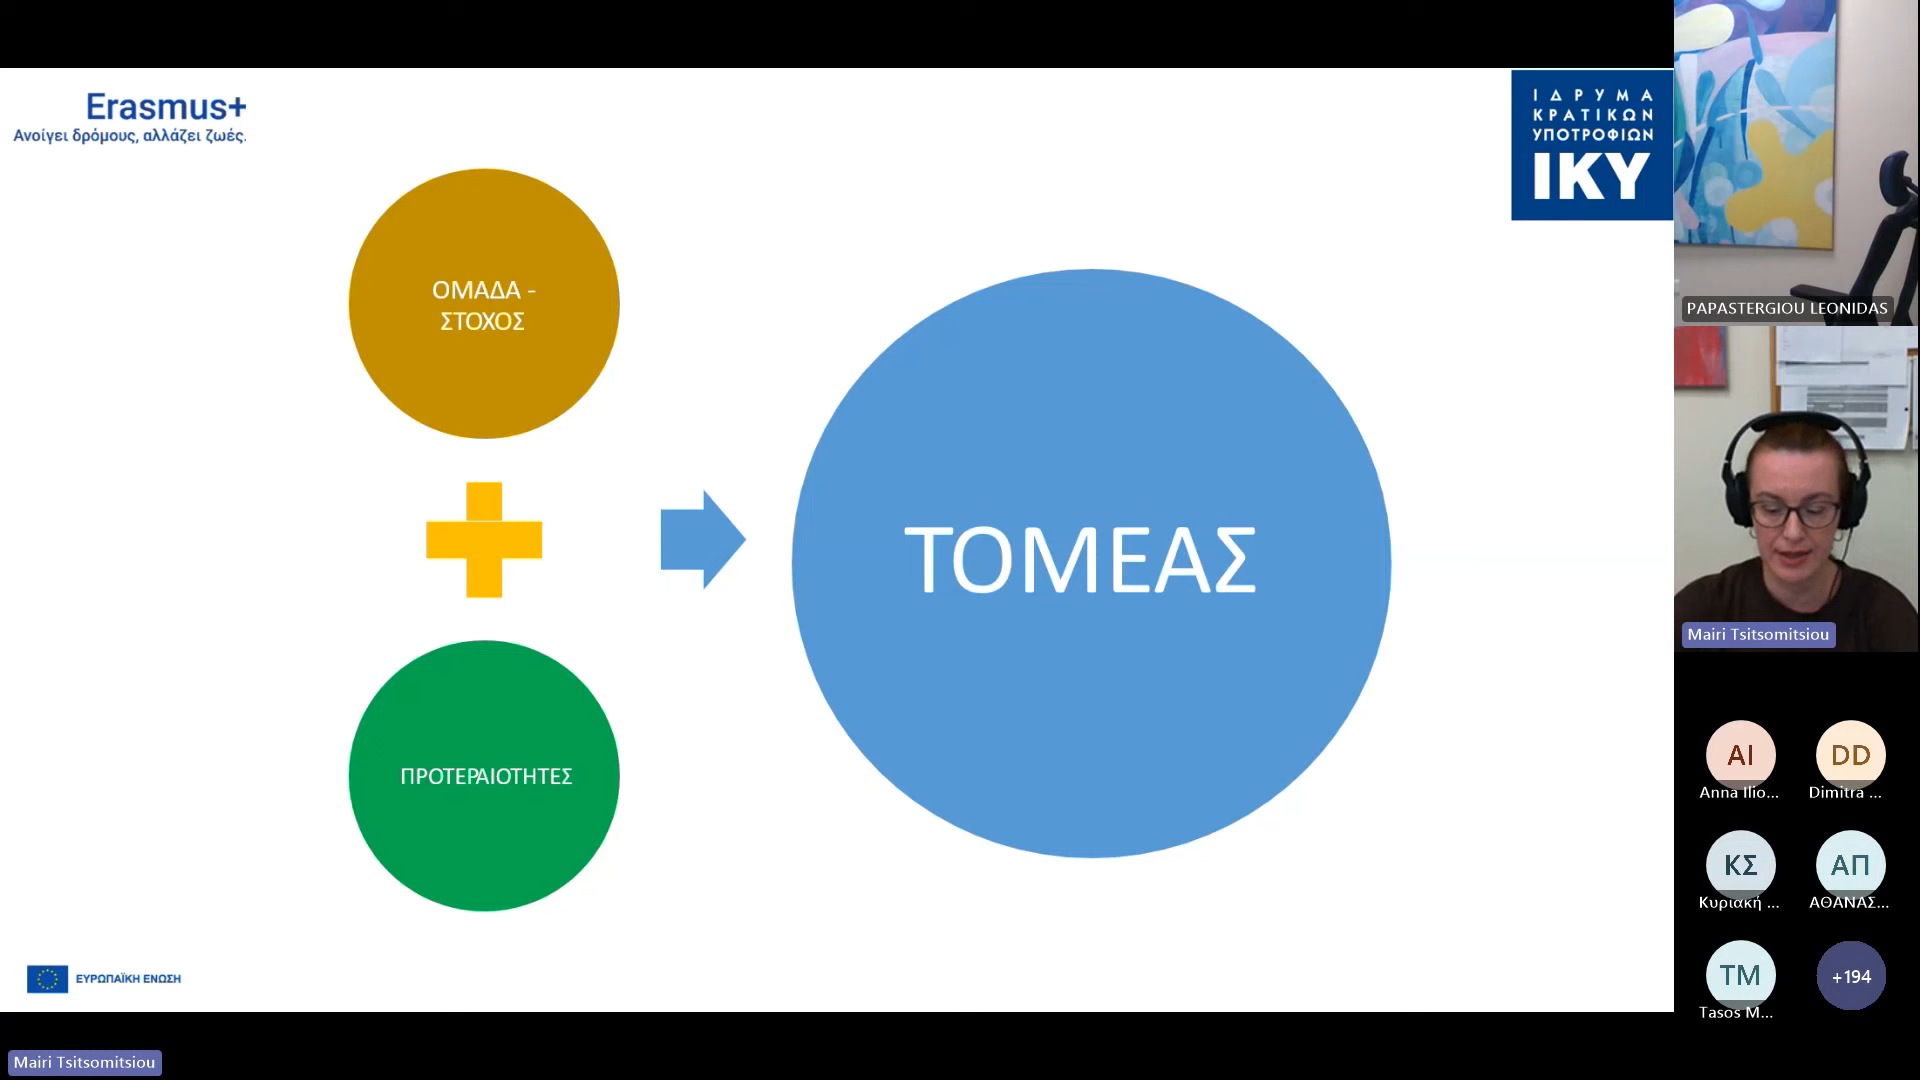 Erasmus+
Ανοίγει δρόμους, αλλάζει ζωές.
ΙΔΡΥΜΑ
ΚΡΑΤΙΚΩΝ
ΥΠΟΤΡΟΦΙΩΝ
ΙΚΥ
ΟΜΑΔΑ -
ΣΤΟΧΟΣ
ΤΟΜΕΑΣ
ΠΡΟΤΕΡΑΙΟΤΗΤΕΣ
ΕΥΡΩΠΑΪΚΗ ΕΝΩΣΗ
Mairi Tsitsomitsiou
PAPASTERGIOU LEONIDAS
Mairi Tsitsomitsiou
AI
Anna Ilio...
DD
Dimitra ...
ΚΣ
Κυριακή ...
ΑΠ
ΑΘΑΝΑΣ...
TM
Tasos M...
+194